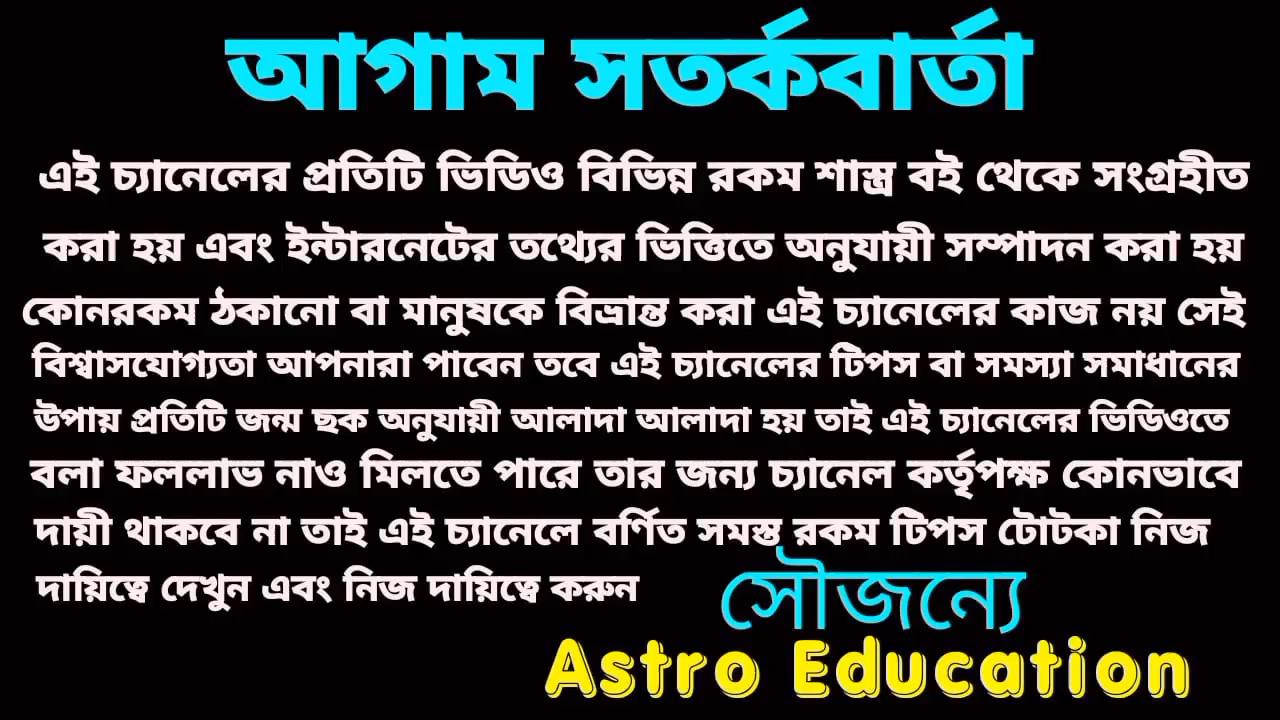 আগাম সতর্কবার্তা
এই চ্যানেলের প্রতিটি ভিডিও বিভিন্ন রকম শাস্ত্র বই থেকে সংগ্রহীত
করা হয় এবং ইন্টারনেটের তথ্যের ভিত্তিতে অনুযায়ী সম্পাদন করা হয়
কোনরকম ঠকানো বা মানুষকে বিভ্রান্ত করা এই চ্যানেলের কাজ নয় সেই
বিশ্বাসযোগ্যতা আপনারা পাবেন তবে এই চ্যানেলের টিপস বা সমস্যা সমাধানের
উপায় প্রতিটি জন্ম ছক অনুযায়ী আলাদা আলাদা হয় তাই এই চ্যানেলের ভিডিওতে
বলা ফললাভ নাও মিলতে পারে তার জন্য চ্যানেল কর্তৃপক্ষ কোনভাবে
দায়ী থাকবে না তাই এই চ্যানেলে বর্ণিত সমস্ত রকম টিপস টোটকা নিজ
দায়িত্বে দেখুন এবং নিজ দায়িত্বে করুন
সৌজন্যে
Astro Education